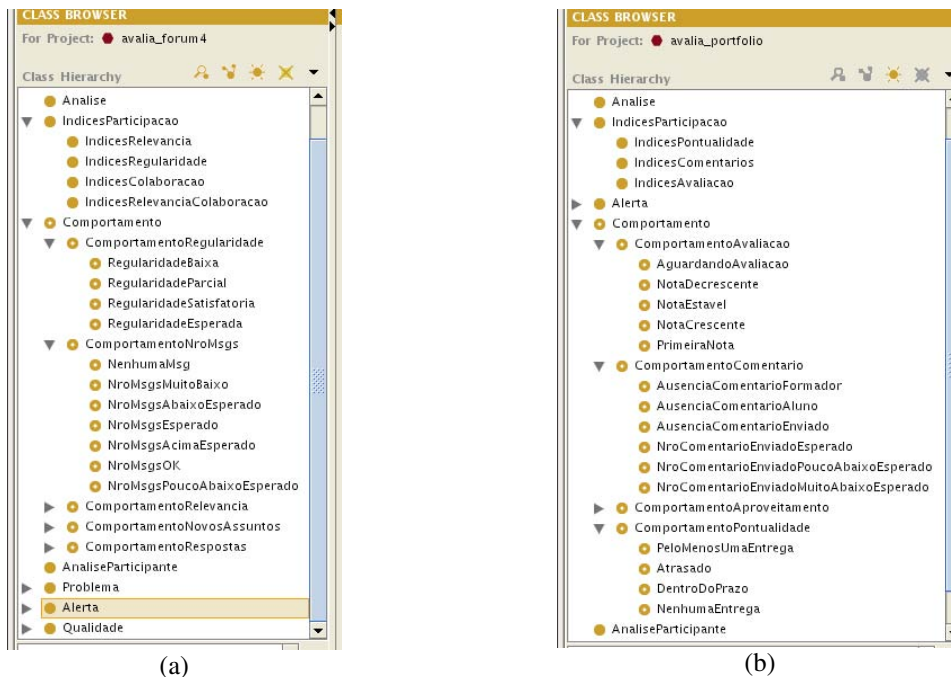 CLASS BROWSER
For Project: avalia_forum4
Class Hierarchy
Analise
IndicesParticipacao
IndicesRelevancia
IndicesRegularidade
IndicesColaboracao
IndicesRelevanciaColaboracao
Comportamento
ComportamentoRegularidade
RegularidadeBaixa
RegularidadeParcial
RegularidadeSatisfatoria
RegularidadeEsperada
ComportamentoNroMsgs
NenhumaMsg
NroMsgsMuitoBaixo
NroMsgsAbaixoEsperado
NroMsgsEsperado
NroMsgsAcimaEsperado
NroMsgsOK
NroMsgsPoucoAbaixoEsperado
ComportamentoRelevancia
ComportamentoNovosAssuntos
ComportamentoRespostas
AnaliseParticipante
Problema
Alerta
Qualidade
(a)
CLASS BROWSER
For Project: avalia_portfolio
Class Hierarchy
Analise
IndicesParticipacao
IndicesPontualidade
IndicesComentarios
IndicesAvaliacao
Alerta
Comportamento
ComportamentoAvaliacao
AguardandoAvaliacao
NotaDecrescente
NotaEstavel
NotaCrescente
PrimeiraNota
ComportamentoComentario
AusenciaComentarioFormador
AusenciaComentarioAluno
AusenciaComentarioEnviado
NroComentarioEnviadoEsperado
NroComentarioEnviadoPoucoAbaixoEsperado
NroComentarioEnviadoMuitoAbaixoEsperado
ComportamentoAproveitamento
ComportamentoPontualidade
PeloMenosUmaEntrega
Atrasado
DentroDoPrazo
NenhumaEntrega
AnaliseParticipante
(b)